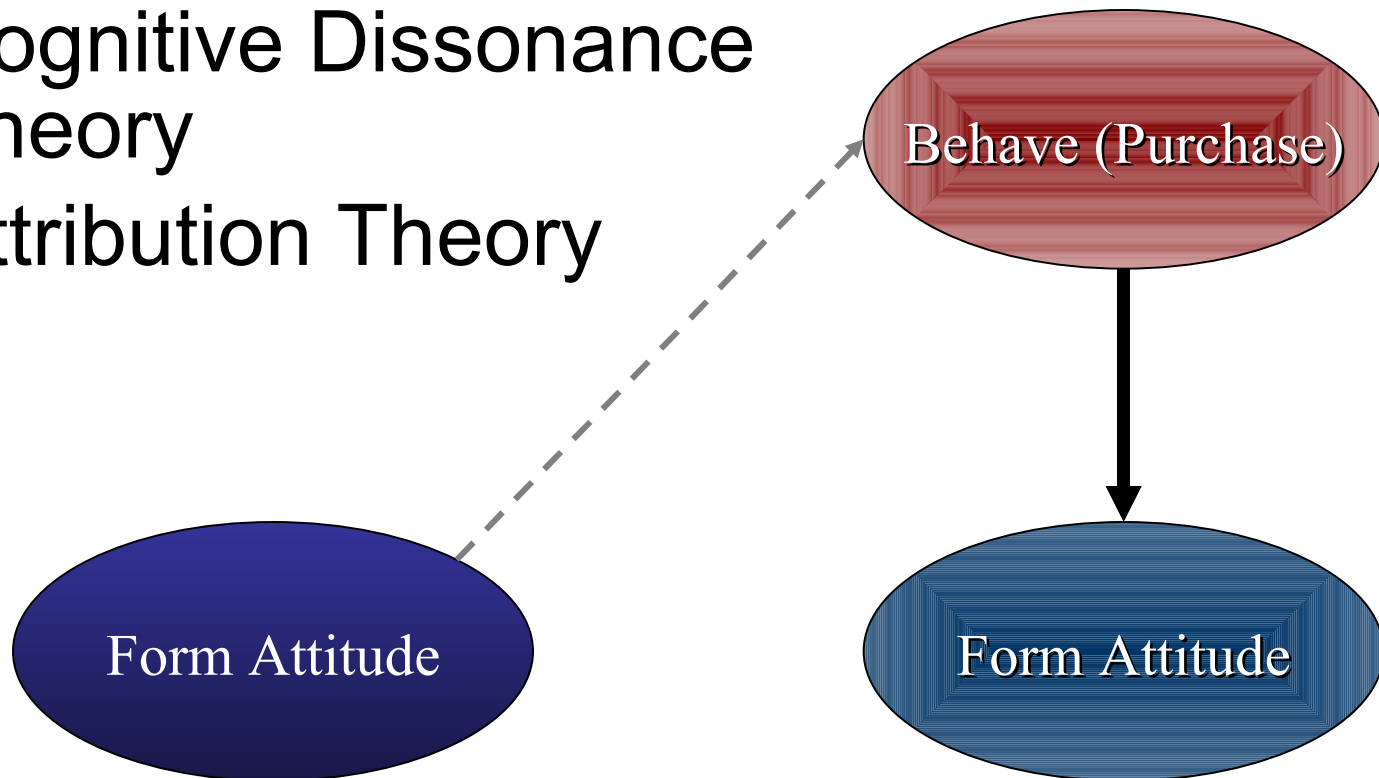 ognitive Dissonance
heory
ttribution Theory
Behave (Purchase)
Form Attitude
Form Attitude